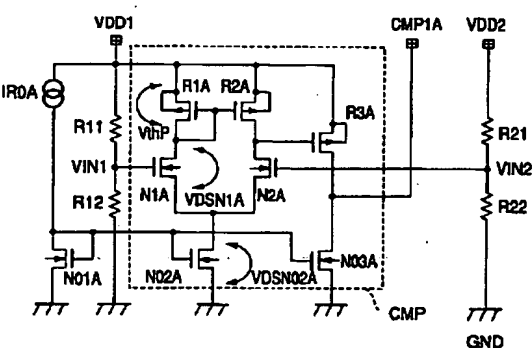 VDD1
CMP1A
VDD2
IR0A
R1A
R2A
R3A
R11
VthP
R21
VIN1
VIN2
N1A
N2A
R12
VDSN1A
R22
N01A
N02A
VDSN02A
N03A
CMP
GND